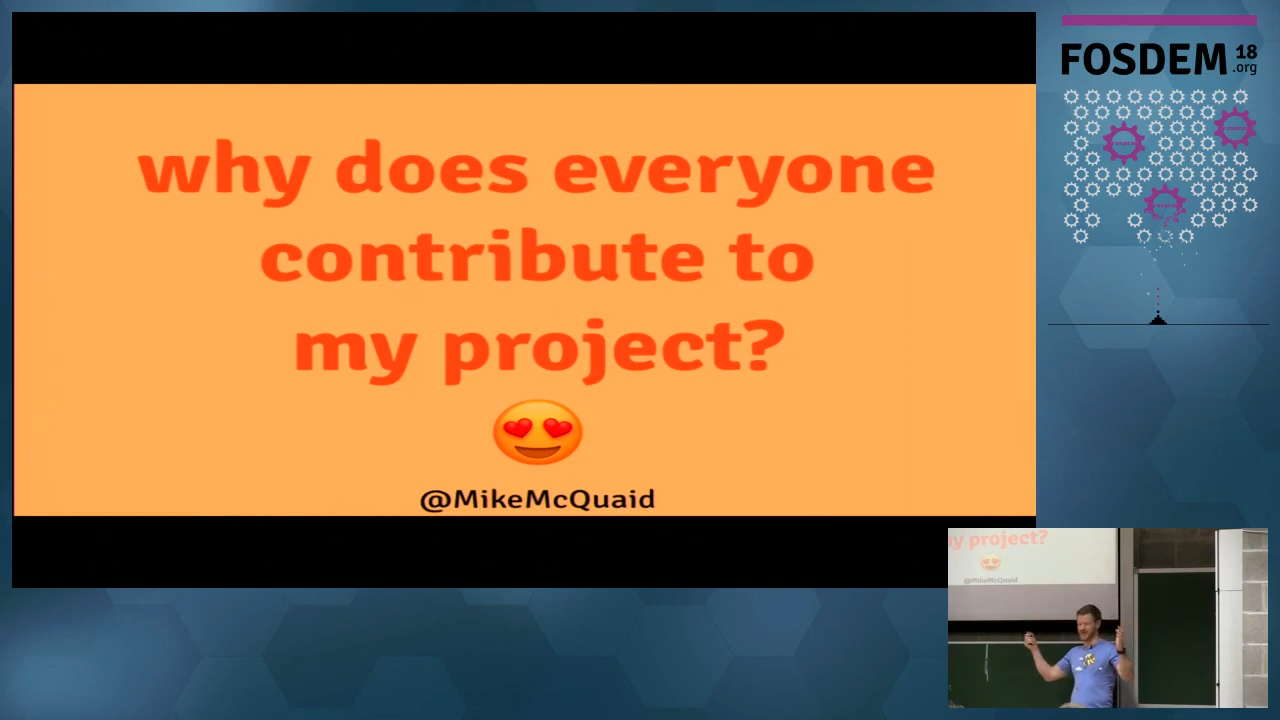 why does everyone
contribute to
my project?
@MikeMcQuaid
FOSDEM 18
.org
y project?
@MikeMcQuaid